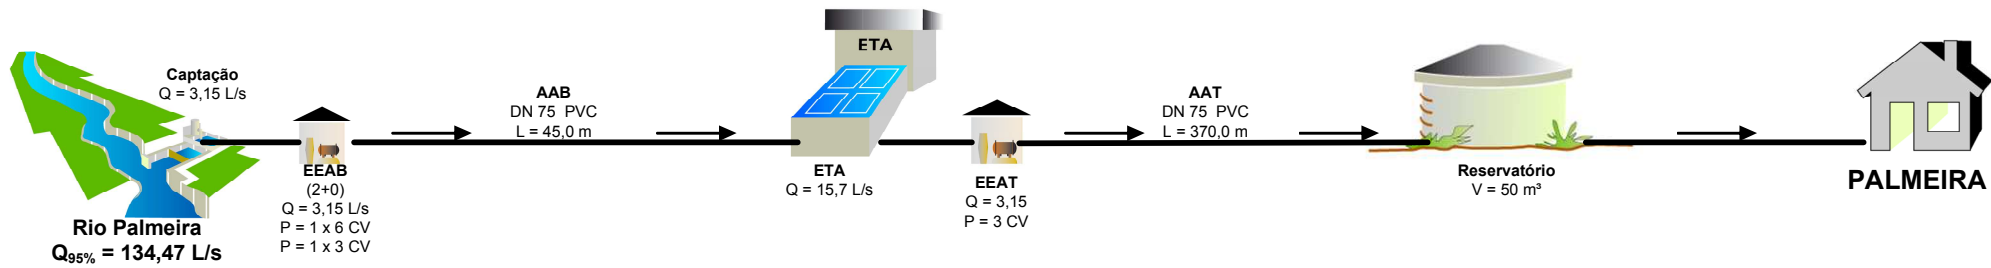 Captação
Q = 3,15 L/s
Rio Palmeira
Q95% = 134,47 L/s
EEAB
(2+0)
Q = 3,15 L/s
P = 1 x 6 CV
P = 1 x 3 CV
AAB
DN 75 PVC
L = 45,0 m
ETA
ETA
Q = 15,7 L/s
EEAT
Q = 3,15
P = 3 CV
AAT
DN 75 PVC
L = 370,0 m
Reservatório
V = 50 m³
PALMEIRA